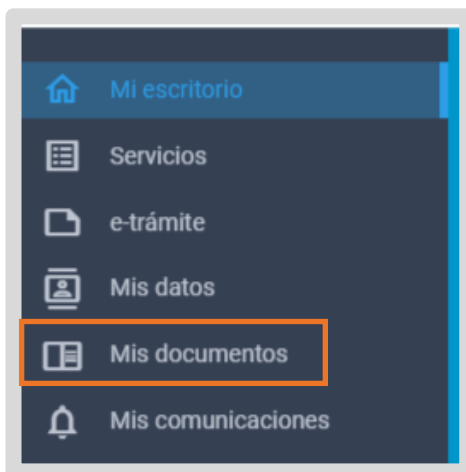 Mi escritorio
Servicios
e-trámite
Mis datos
Mis documentos
Mis comunicaciones